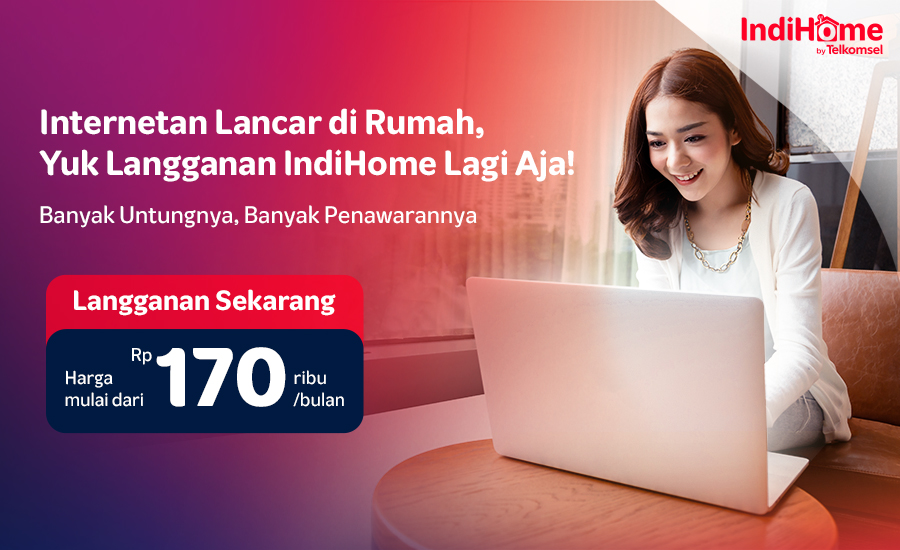 IndiHome
by Telkomsel
Internetan Lancar di Rumah,
Yuk Langganan IndiHome Lagi Aja!
Banyak Untungnya, Banyak Penawarannya
Langganan Sekarang
Harga
mulai dari
Rp 170 ribu
/bulan